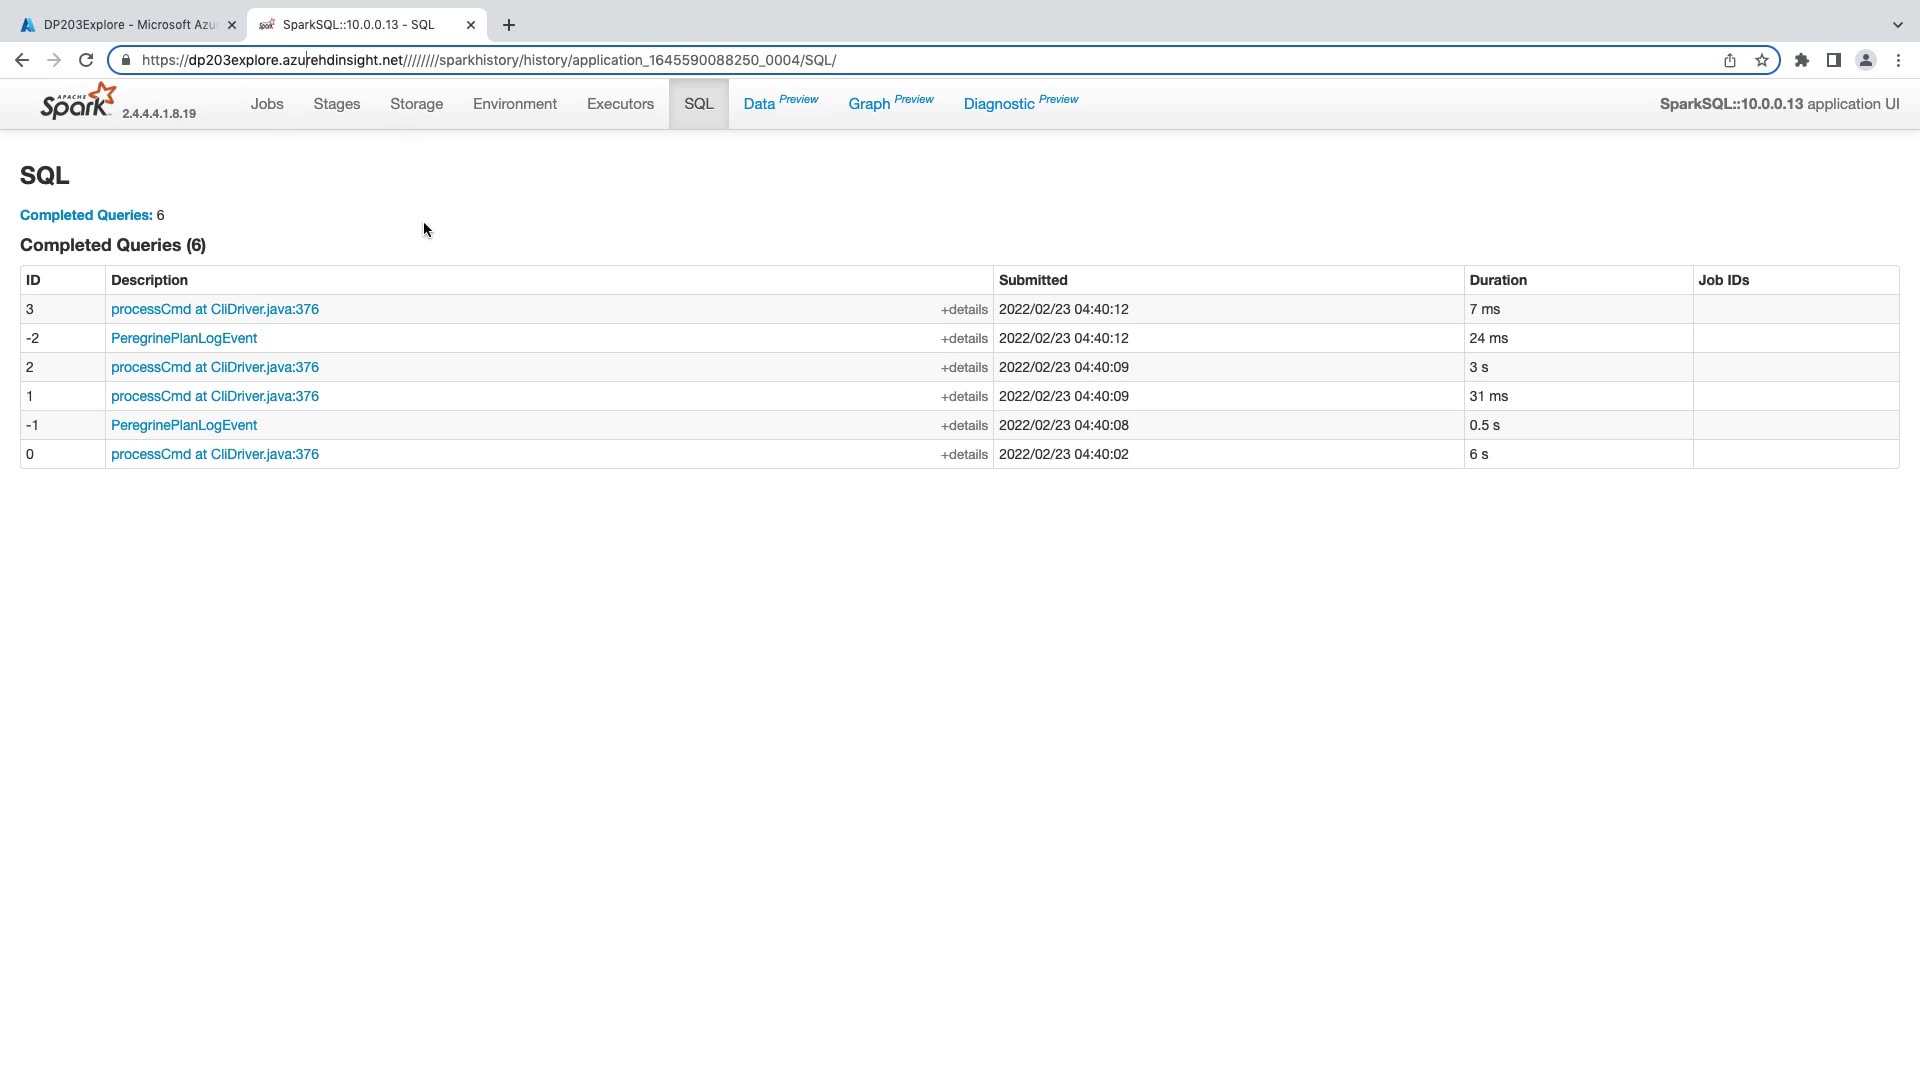 DP203Explore - Microsoft Azu
SparkSQL::10.0.0.13 - SQL
https://dp203explore.azurehdinsight.net////////sparkhistory/history/application_1645590088250_0004/SQL/
APACHE Spark 2.4.4.4.1.8.19 Jobs Stages Storage Environment Executors SQL Data Preview Graph Preview Diagnostic Preview SparkSQL::10.0.0.13 application UI
SQL
Completed Queries: 6
Completed Queries (6)
ID Description Submitted Duration Job IDs
3 processCmd at CliDriver.java:376 +details 2022/02/23 04:40:12 7 ms
-2 PeregrinePlanLogEvent +details 2022/02/23 04:40:12 24 ms
2 processCmd at CliDriver.java:376 +details 2022/02/23 04:40:09 3 s
1 processCmd at CliDriver.java:376 +details 2022/02/23 04:40:09 31 ms
-1 PeregrinePlanLogEvent +details 2022/02/23 04:40:08 0.5 s
0 processCmd at CliDriver.java:376 +details 2022/02/23 04:40:02 6 s